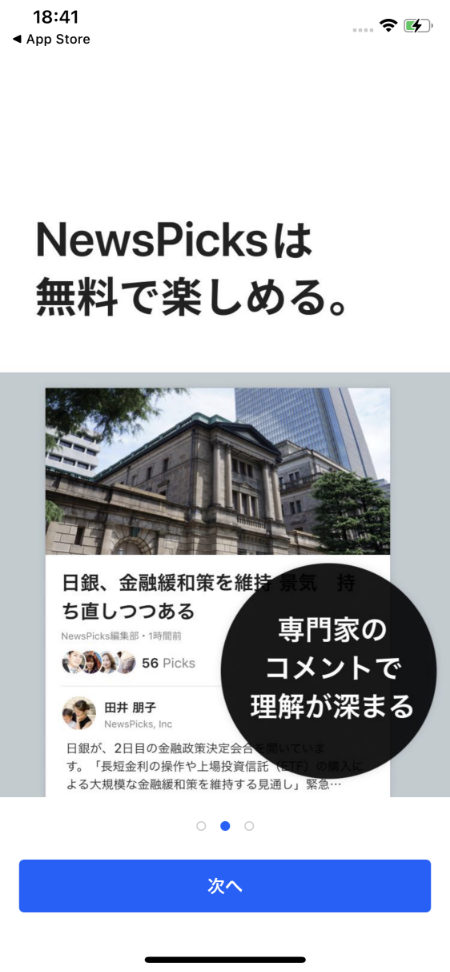 18:41
◀ App Store
NewsPicksは
無料で楽しめる。
日銀、金融緩和策を維持 景気 持
ち直しつつある
NewsPicks編集部・1時間前
56 Picks
田井 朋子
NewsPicks, Inc
日銀が、2日目の金融政策決定会合を開いていま
す。「長短金利の操作や上場投資信託（ETF）の購入に
よる大規模な金融緩和策を維持する見通し」緊急…
専門家の
コメントで
理解が深まる
次へ